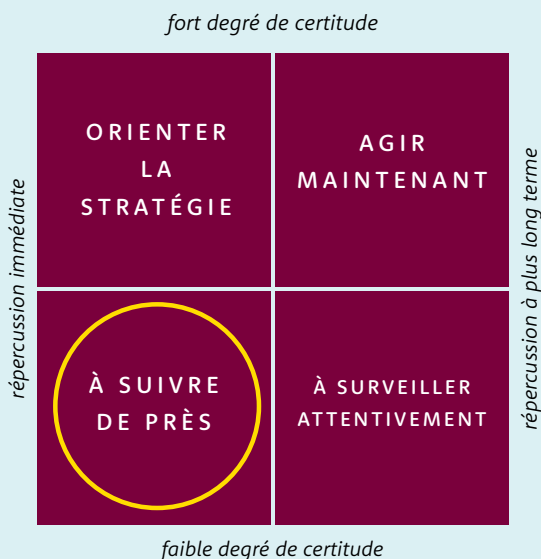 fort degré de certitude
ORIENTER
LA
STRATÉGIE
AGIR
MAINTENANT
répercussion immédiate
répercussion à plus long terme
À SUIVRE
DE PRÈS
À SURVEILLER
ATTENTIVEMENT
faible degré de certitude